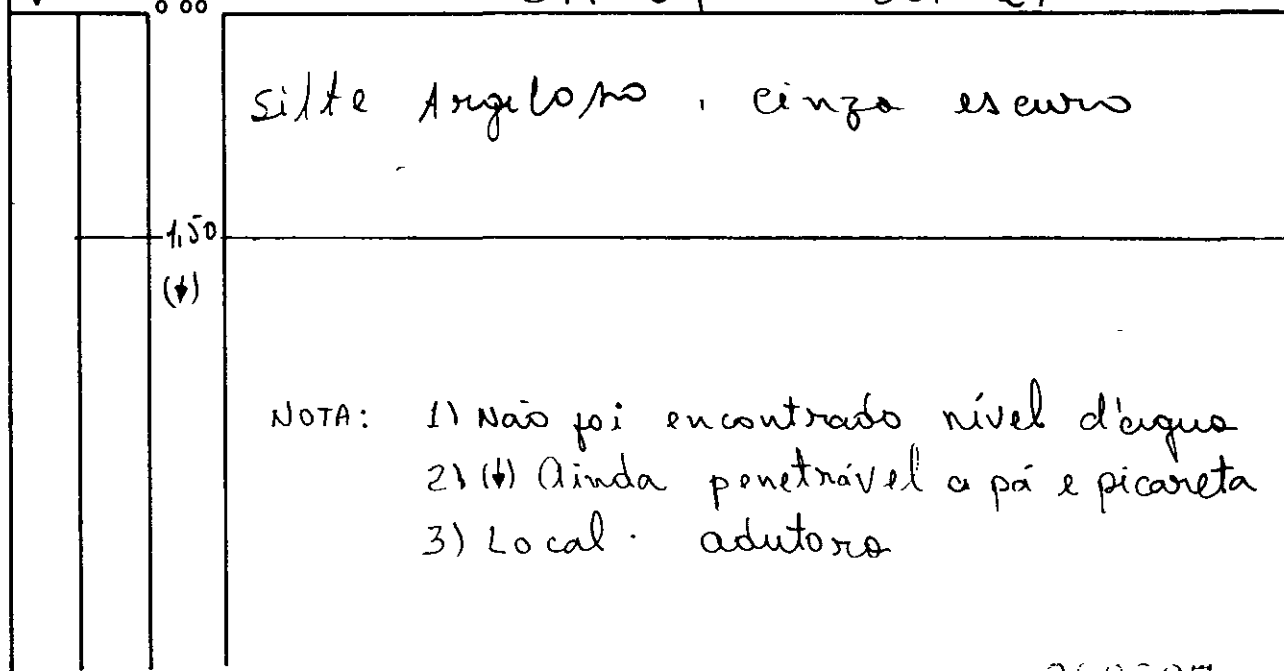 0 00
Silte Argiloso, cinza escuro
1,50
(↓)
NOTA: 1) Não foi encontrado nível d'água
2) (↓) Ainda penetrável a pá e picareta
3) Local. adutora